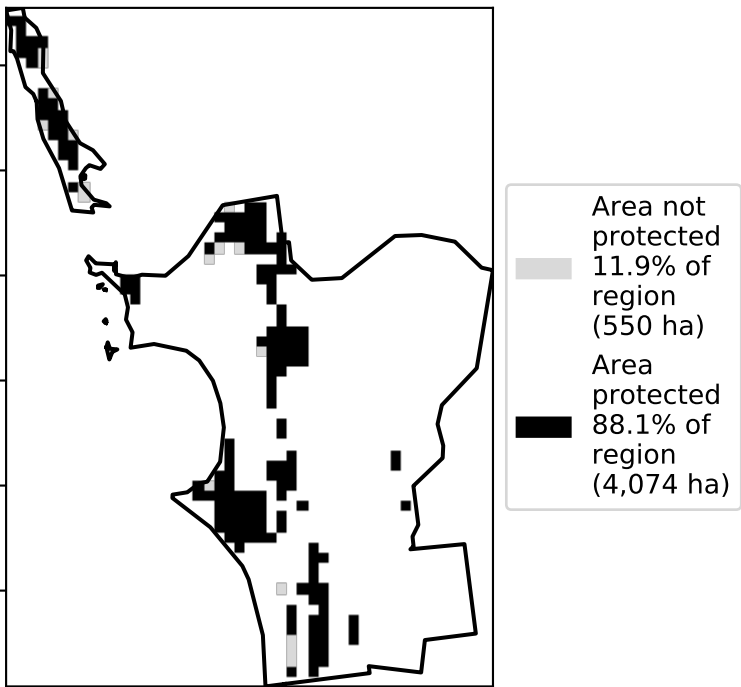 Area not
protected
11.9% of
region
(550 ha)
Area
protected
88.1% of
region
(4,074 ha)